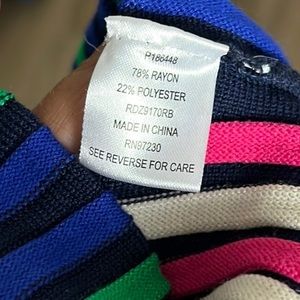 P186448
78% RAYON
22% POLYESTER
RDZ9170RB
MADE IN CHINA
RN97230
SEE REVERSE FOR CARE